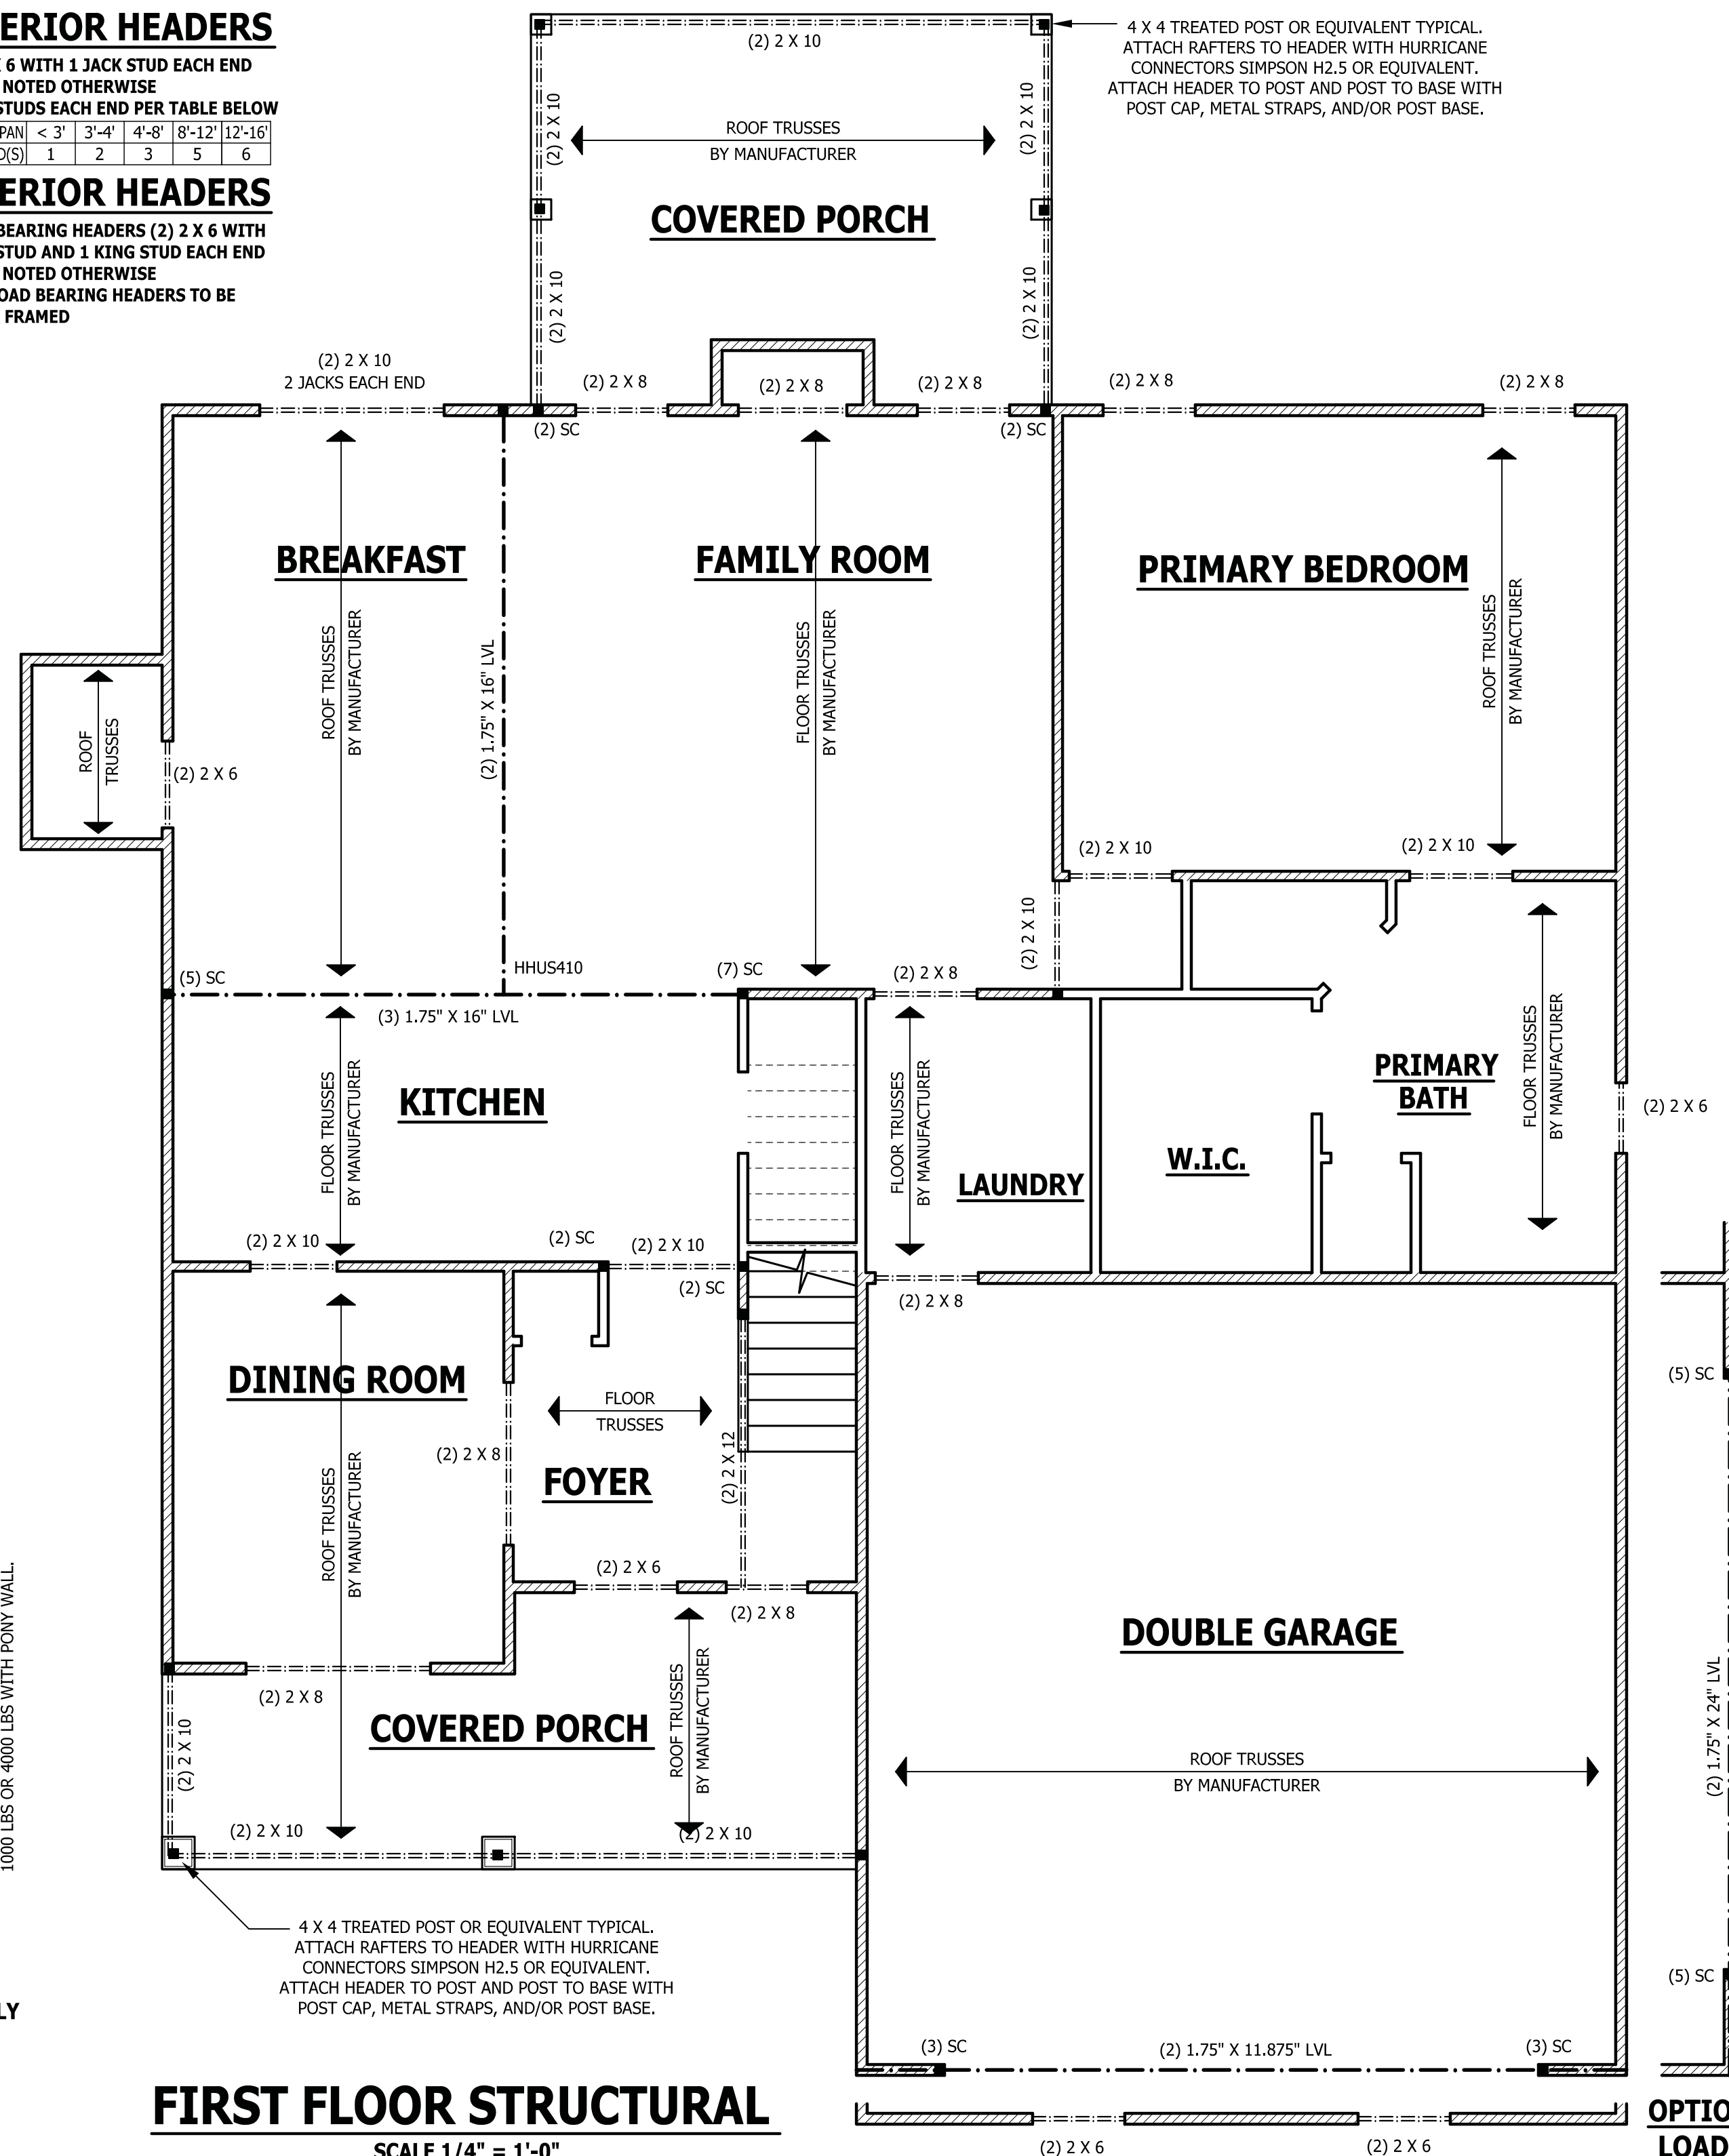 ERIOR HEADERS
6 WITH 1 JACK STUD EACH END
NOTED OTHERWISE
STUDS EACH END PER TABLE BELOW
PAN < 3' 3'-4' 4'-8' 8'-12' 12'-16'
D(S) 1 2 3 5 6
ERIOR HEADERS
BEARING HEADERS (2) 2 X 6 WITH
STUD AND 1 KING STUD EACH END
NOTED OTHERWISE
OAD BEARING HEADERS TO BE
FRAMED
(2) 2 X 10
4 X 4 TREATED POST OR EQUIVALENT TYPICAL.
ATTACH RAFTERS TO HEADER WITH HURRICANE
CONNECTORS SIMPSON H2.5 OR EQUIVALENT.
ATTACH HEADER TO POST AND POST TO BASE WITH
POST CAP, METAL STRAPS, AND/OR POST BASE.
(2) 2 X 10
(2) 2 X 10
ROOF TRUSSES
BY MANUFACTURER
COVERED PORCH
(2) 2 X 10
(2) 2 X 10
(2) 2 X 10
2 JACKS EACH END
(2) 2 X 8
(2) 2 X 8
(2) 2 X 8
(2) 2 X 8
(2) 2 X 8
(2) SC
(2) SC
BREAKFAST
FAMILY ROOM
PRIMARY BEDROOM
ROOF TRUSSES
BY MANUFACTURER
(2) 1.75" X 16" LVL
FLOOR TRUSSES
BY MANUFACTURER
ROOF TRUSSES
BY MANUFACTURER
ROOF
TRUSSES
(2) 2 X 6
(2) 2 X 10
(2) 2 X 10
(2) 2 X 10
(5) SC
HHUS410
(7) SC
(2) 2 X 8
(3) 1.75" X 16" LVL
KITCHEN
FLOOR TRUSSES
BY MANUFACTURER
FLOOR TRUSSES
BY MANUFACTURER
LAUNDRY
W.I.C.
PRIMARY
BATH
FLOOR TRUSSES
BY MANUFACTURER
(2) 2 X 6
(2) 2 X 10
(2) SC
(2) 2 X 10
(2) SC
(2) 2 X 8
DINING ROOM
FLOOR
TRUSSES
(2) 2 X 8
FOYER
(2) 2 X 12
ROOF TRUSSES
BY MANUFACTURER
(2) 2 X 6
(2) 2 X 8
DOUBLE GARAGE
(5) SC
(2) 2 X 8
COVERED PORCH
(2) 2 X 10
ROOF TRUSSES
BY MANUFACTURER
ROOF TRUSSES
BY MANUFACTURER
(2) 1.75" X 24" LVL
(2) 2 X 10
(2) 2 X 10
1000 LBS OR 4000 LBS WITH PONY WALL.
4 X 4 TREATED POST OR EQUIVALENT TYPICAL.
ATTACH RAFTERS TO HEADER WITH HURRICANE
CONNECTORS SIMPSON H2.5 OR EQUIVALENT.
ATTACH HEADER TO POST AND POST TO BASE WITH
POST CAP, METAL STRAPS, AND/OR POST BASE.
LY
(5) SC
(3) SC
(2) 1.75" X 11.875" LVL
(3) SC
FIRST FLOOR STRUCTURAL
SCALE 1/4" = 1'-0"
(2) 2 X 6
(2) 2 X 6
OPTIO
LOAD